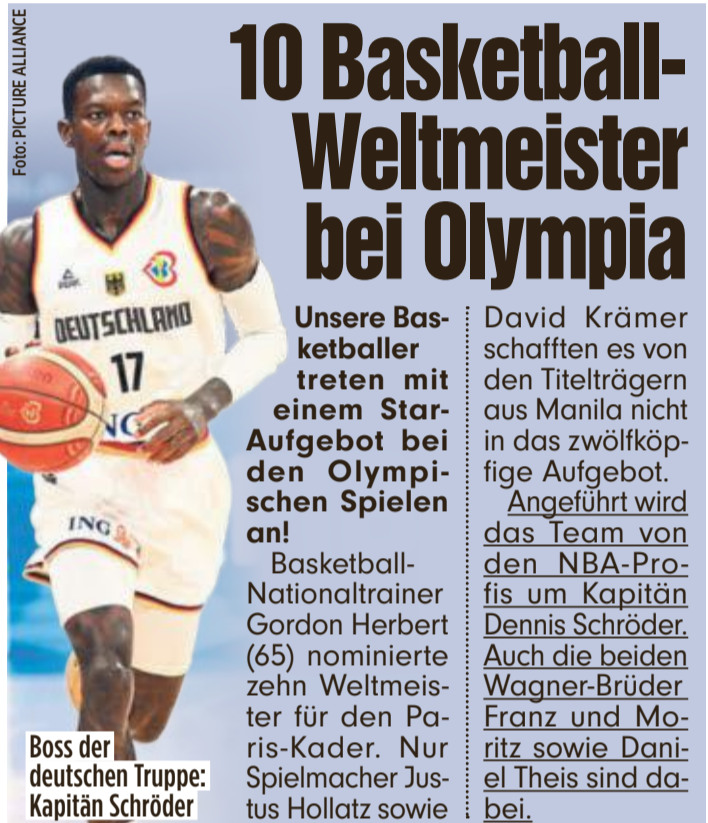 Foto: PICTURE ALLIANCE
10 Basketball-
Weltmeister
bei Olympia
DEUTSCHLAND
17
ING
ING
Boss der
deutschen Truppe:
Kapitän Schröder
Unsere Bas-
ketballer
treten mit
einem Star-
Aufgebot bei
den Olympi-
schen Spielen
an!
Basketball-
Nationaltrainer
Gordon Herbert
(65) nominierte
zehn Weltmeis-
ter für den Pa-
ris-Kader. Nur
Spielmacher Jus-
tus Hollatz sowie
David Krämer
schafften es von
den Titelträgern
aus Manila nicht
in das zwölfköp-
fige Aufgebot.
Angeführt wird
das Team von
den NBA-Pro-
fis um Kapitän
Dennis Schröder.
Auch die beiden
Wagner-Brüder
Franz und Mo-
ritz sowie Dani-
el Theis sind da-
bei.